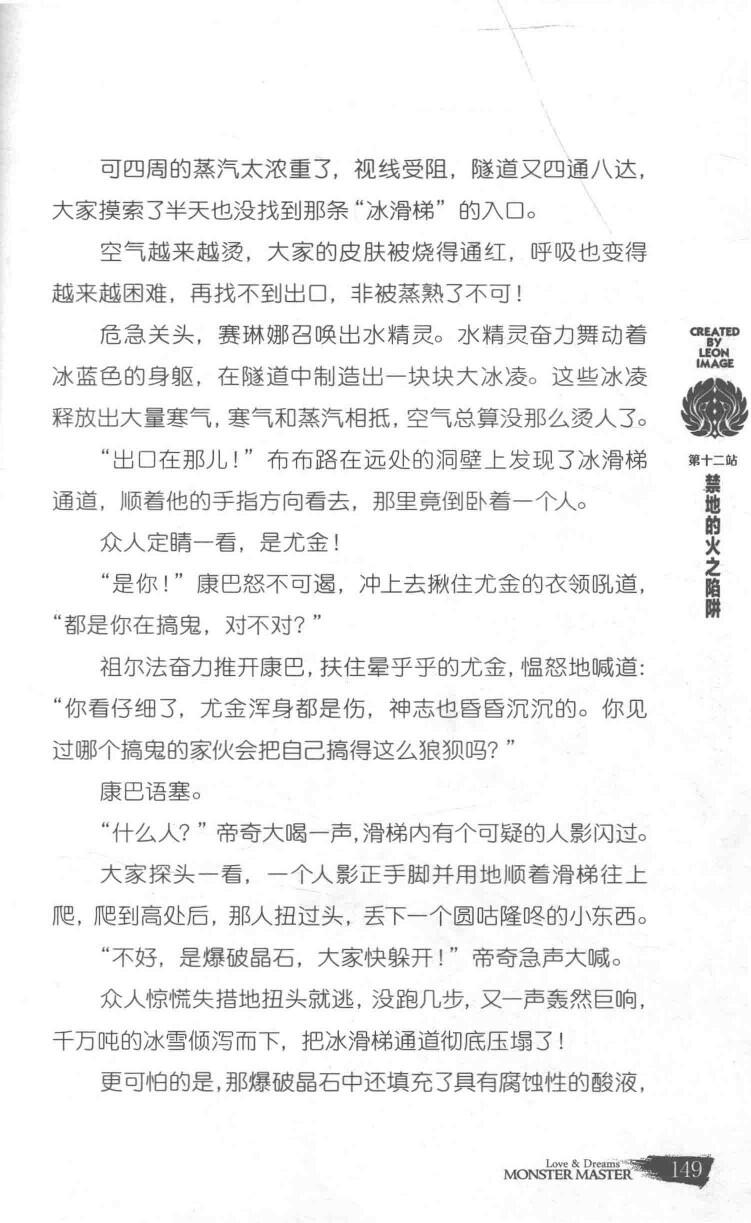 可四周的蒸汽太浓重了，视线受阻，隧道又四通八达，
大家摸索了半天也没找到那条“冰滑梯”的入口。
空气越来越烫，大家的皮肤被烧得通红，呼吸也变得
越来越困难，再找不到出口，非被蒸熟了不可！
危急关头，赛琳娜召唤出水精灵。水精灵奋力舞动着
冰蓝色的身躯，在隧道中制造出一块块大冰凌。这些冰凌
释放出大量寒气，寒气和蒸汽相抵，空气总算没那么烫人了。
“出口在那儿！”布布路在远处的洞壁上发现了冰滑梯
通道，顺着他的手指方向看去，那里竟倒卧着一个人。
众人定睛一看，是尤金！
“是你！”康巴怒不可遏，冲上去揪住尤金的衣领吼道，
“都是你在搞鬼，对不对？”
祖尔法奋力推开康巴，扶住晕乎乎的尤金，愠怒地喊道：
“你看仔细了，尤金浑身都是伤，神志也昏昏沉沉的。你见
过哪个搞鬼的家伙会把自己搞得这么狼狈吗？”
康巴语塞。
“什么人？”帝奇大喝一声，滑梯内有个可疑的人影闪过。
大家探头一看，一个人影正手脚并用地顺着滑梯往上
爬，爬到高处后，那人扭过头，丢下一个圆咕隆咚的小东西。
“不好，是爆破晶石，大家快躲开！”帝奇急声大喊。
众人惊慌失措地扭头就逃，没跑几步，又一声轰然巨响，
千万吨的冰雪倾泻而下，把冰滑梯通道彻底压塌了！
更可怕的是，那爆破晶石中还填充了具有腐蚀性的酸液，
CREATED
BY
LEON
IMAGE
第十二站
禁地的火之陷阱
Love & Dreams
MONSTER MASTER
149